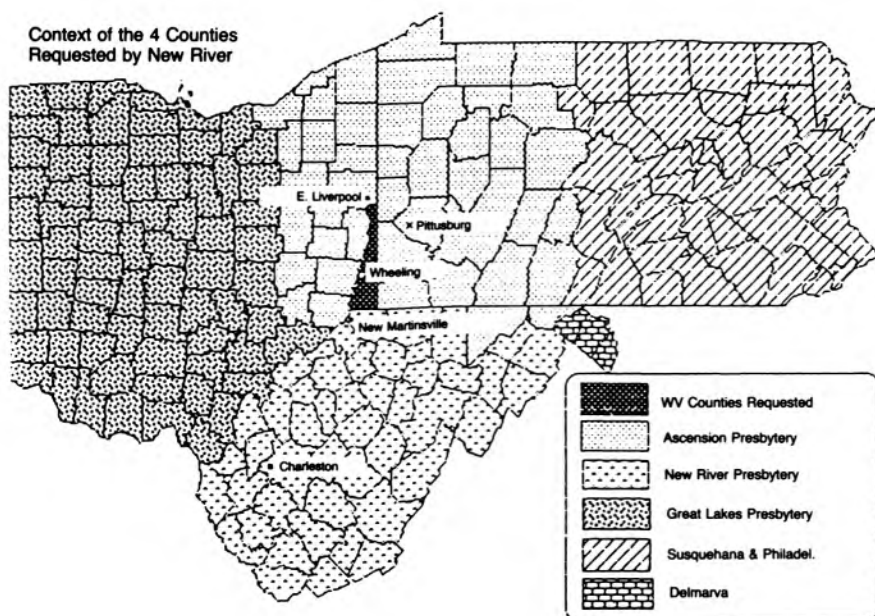 Context of the 4 Counties
Requested by New River
E. Liverpool
Pittusburg
Wheeling
New Martinsville
Charleston
WV Counties Requested
Ascension Presbytery
New River Presbytery
Great Lakes Presbytery
Susquehana & Philadel.
Delmarva